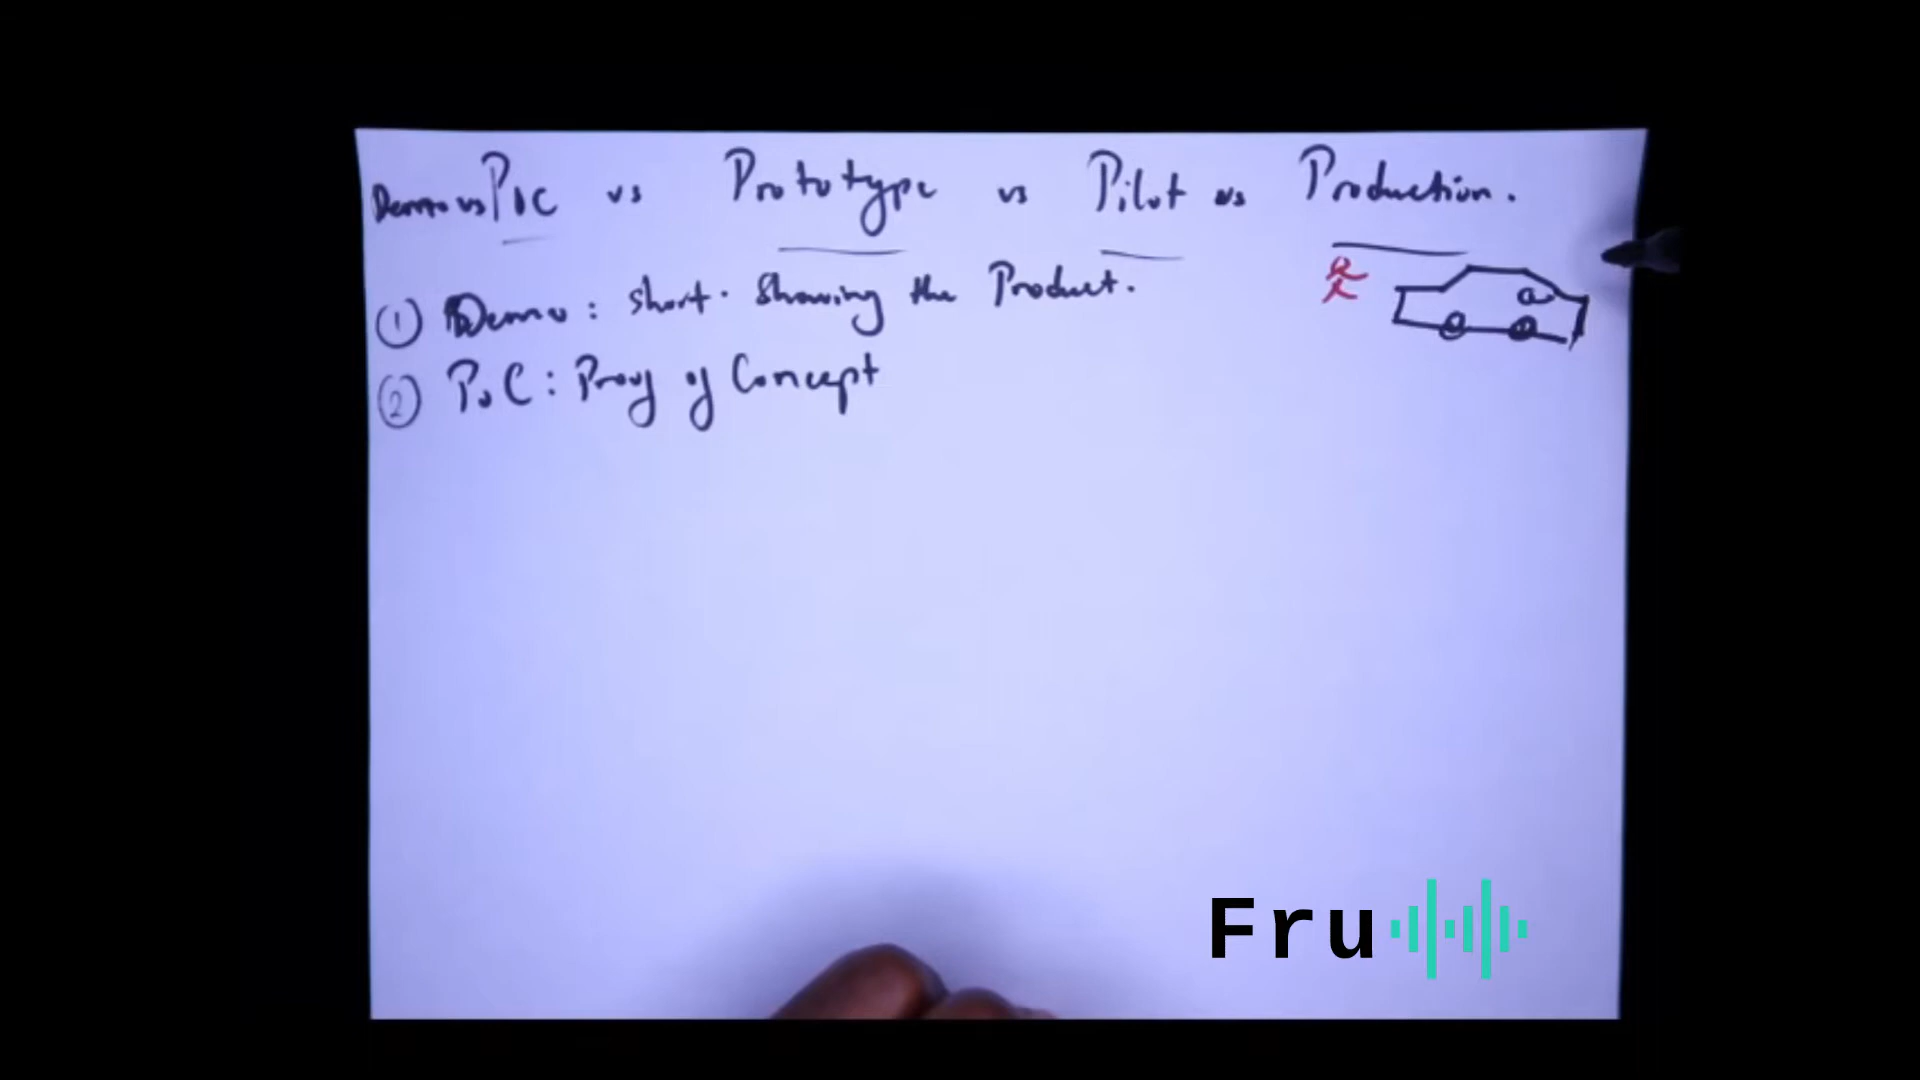 Demo vs PoC vs Prototype vs Pilot vs Production.
① Demo: short. Showing the Product.
② PoC: Proof of Concept
Fru